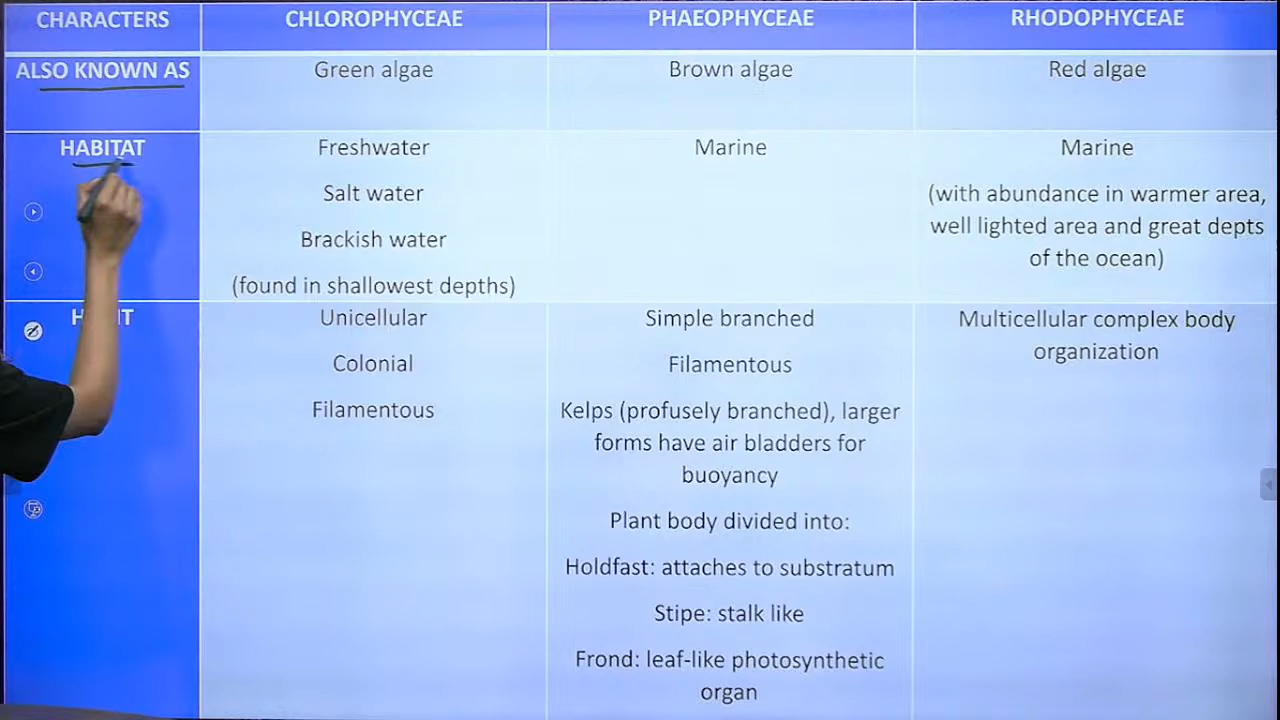 CHARACTERS
CHLOROPHYCEAE
PHAEOPHYCEAE
RHODOPHYCEAE
ALSO KNOWN AS
Green algae
Brown algae
Red algae
HABITAT
Freshwater
Salt water
Brackish water
(found in shallowest depths)
Marine
Marine
(with abundance in warmer area,
well lighted area and great depts
of the ocean)
Unicellular
Colonial
Filamentous
Simple branched
Filamentous
Kelps (profusely branched), larger
forms have air bladders for
buoyancy
Plant body divided into:
Holdfast: attaches to substratum
Stipe: stalk like
Frond: leaf-like photosynthetic
organ
Multicellular complex body
organization